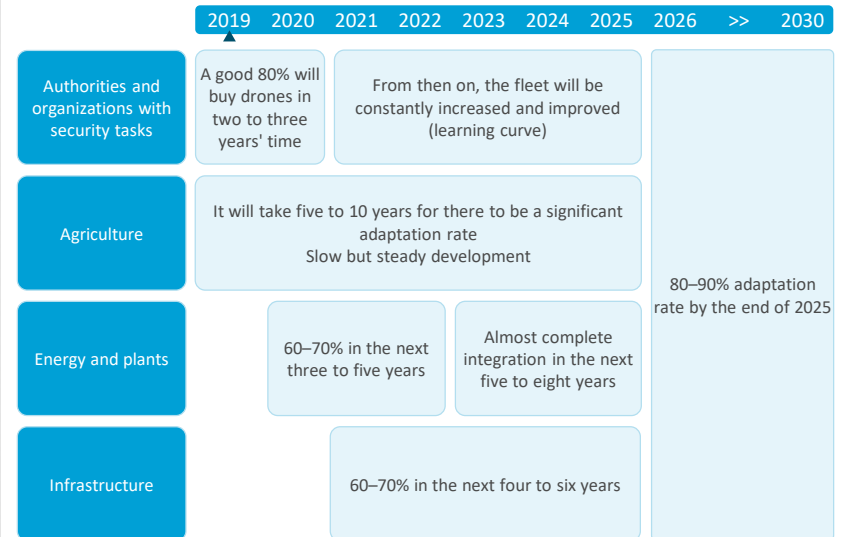 2019 2020 2021 2022 2023 2024 2025 2026 >> 2030
Authorities and
organizations with
security tasks
A good 80% will
buy drones in
two to three
years' time
From then on, the fleet will be
constantly increased and improved
(learning curve)
Agriculture
It will take five to 10 years for there to be a significant
adaptation rate
Slow but steady development
80–90% adaptation
rate by the end of 2025
Energy and plants
60–70% in the next
three to five years
Almost complete
integration in the next
five to eight years
Infrastructure
60–70% in the next four to six years